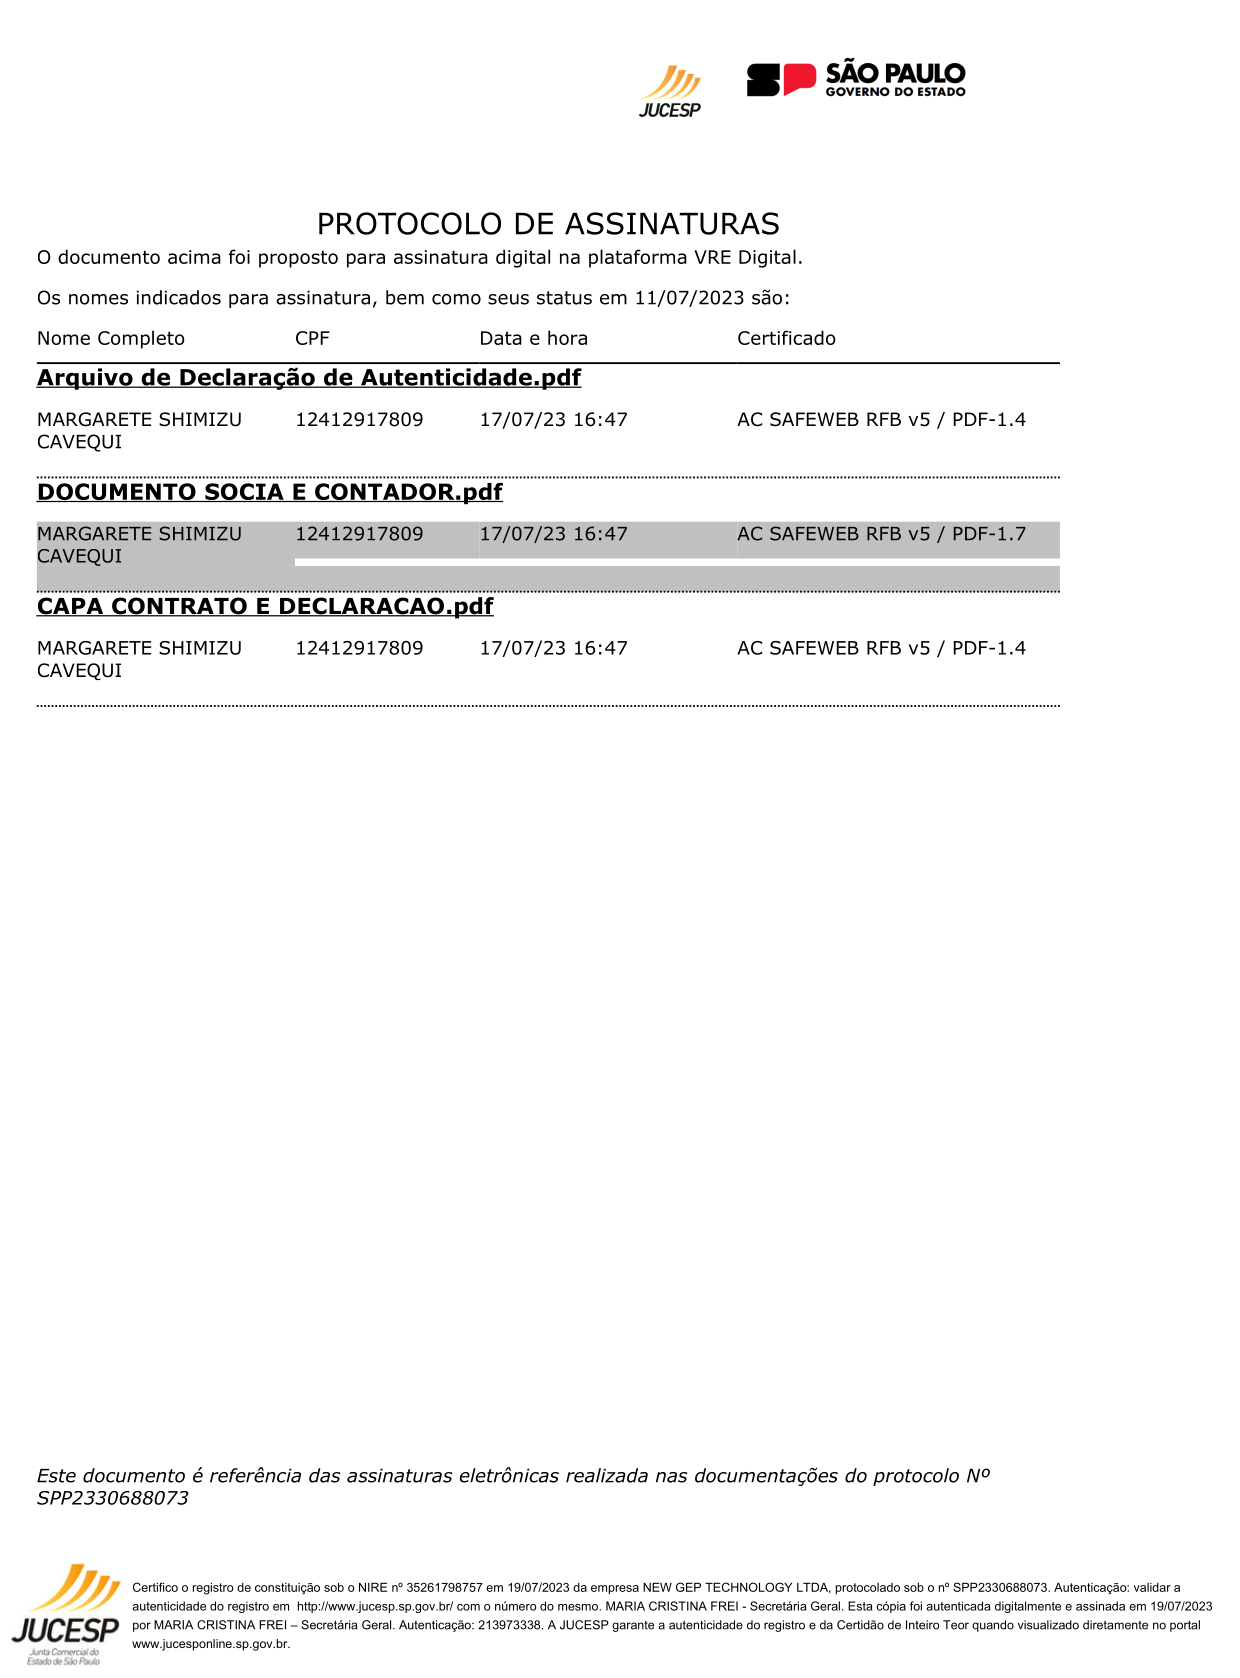 JUCESP
SÃO PAULO
GOVERNO DO ESTADO
PROTOCOLO DE ASSINATURAS
O documento acima foi proposto para assinatura digital na plataforma VRE Digital.
Os nomes indicados para assinatura, bem como seus status em 11/07/2023 são:
Nome Completo CPF Data e hora Certificado
Arquivo de Declaração de Autenticidade.pdf
MARGARETE SHIMIZU 12412917809 17/07/23 16:47 AC SAFEWEB RFB v5 / PDF-1.4
CAVEQUI
DOCUMENTO SOCIA E CONTADOR.pdf
MARGARETE SHIMIZU 12412917809 17/07/23 16:47 AC SAFEWEB RFB v5 / PDF-1.7
CAVEQUI
CAPA CONTRATO E DECLARACAO.pdf
MARGARETE SHIMIZU 12412917809 17/07/23 16:47 AC SAFEWEB RFB v5 / PDF-1.4
CAVEQUI
Este documento é referência das assinaturas eletrônicas realizada nas documentações do protocolo Nº
SPP2330688073
JUCESP
Junta Comercial do
Estado de São Paulo
Certifico o registro de constituição sob o NIRE nº 35261798757 em 19/07/2023 da empresa NEW GEP TECHNOLOGY LTDA, protocolado sob o nº SPP2330688073. Autenticação: validar a
autenticidade do registro em http://www.jucesp.sp.gov.br/ com o número do mesmo. MARIA CRISTINA FREI - Secretária Geral. Esta cópia foi autenticada digitalmente e assinada em 19/07/2023
por MARIA CRISTINA FREI – Secretária Geral. Autenticação: 213973338. A JUCESP garante a autenticidade do registro e da Certidão de Inteiro Teor quando visualizado diretamente no portal
www.jucesponline.sp.gov.br.